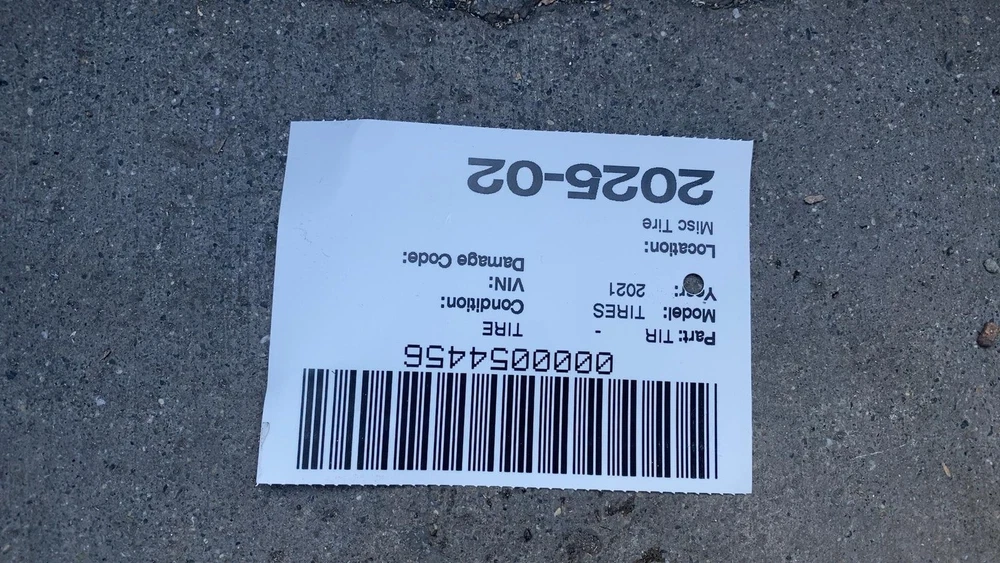 0000054456
Part: TIR - TIRE
Model: TIRES Condition:
Year: 2021 VIN:
Damage Code:
Location:
Misc Tire
2025-02